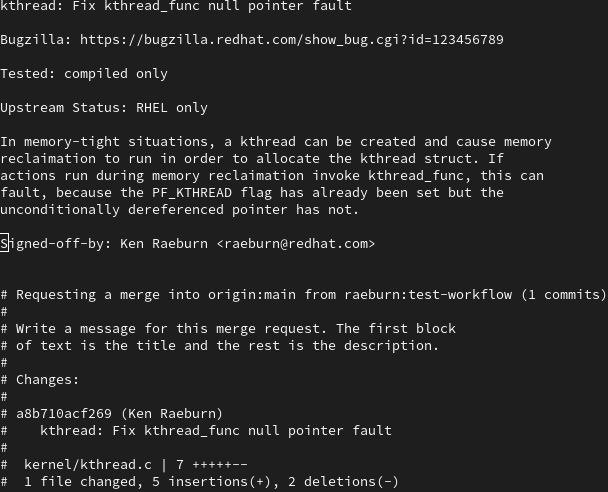 kthread: Fix kthread_func null pointer fault
Bugzilla: https://bugzilla.redhat.com/show_bug.cgi?id=123456789
Tested: compiled only
Upstream Status: RHEL only
In memory-tight situations, a kthread can be created and cause memory
reclaimation to run in order to allocate the kthread struct. If
actions run during memory reclaimation invoke kthread_func, this can
fault, because the PF_KTHREAD flag has already been set but the
unconditionally dereferenced pointer has not.
Signed-off-by: Ken Raeburn <raeburn@redhat.com>
# Requesting a merge into origin:main from raeburn:test-workflow (1 commits)
#
# Write a message for this merge request. The first block
# of text is the title and the rest is the description.
#
# Changes:
#
# a8b710acf269 (Ken Raeburn)
#    kthread: Fix kthread_func null pointer fault
#
#  kernel/kthread.c | 7 +++++--
#  1 file changed, 5 insertions(+), 2 deletions(-)